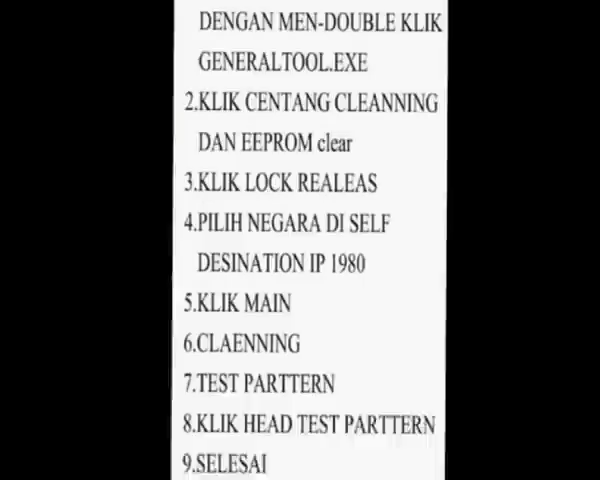 DENGAN MEN-DOUBLE KLIK
GENERALTOOL.EXE
2.KLIK CENTANG CLEANNING
DAN EEPROM clear
3.KLIK LOCK REALEAS
4.PILIH NEGARA DI SELF
DESINATION IP 1980
5.KLIK MAIN
6.CLAENNING
7.TEST PARTTERN
8.KLIK HEAD TEST PARTTERN
9.SELESAI